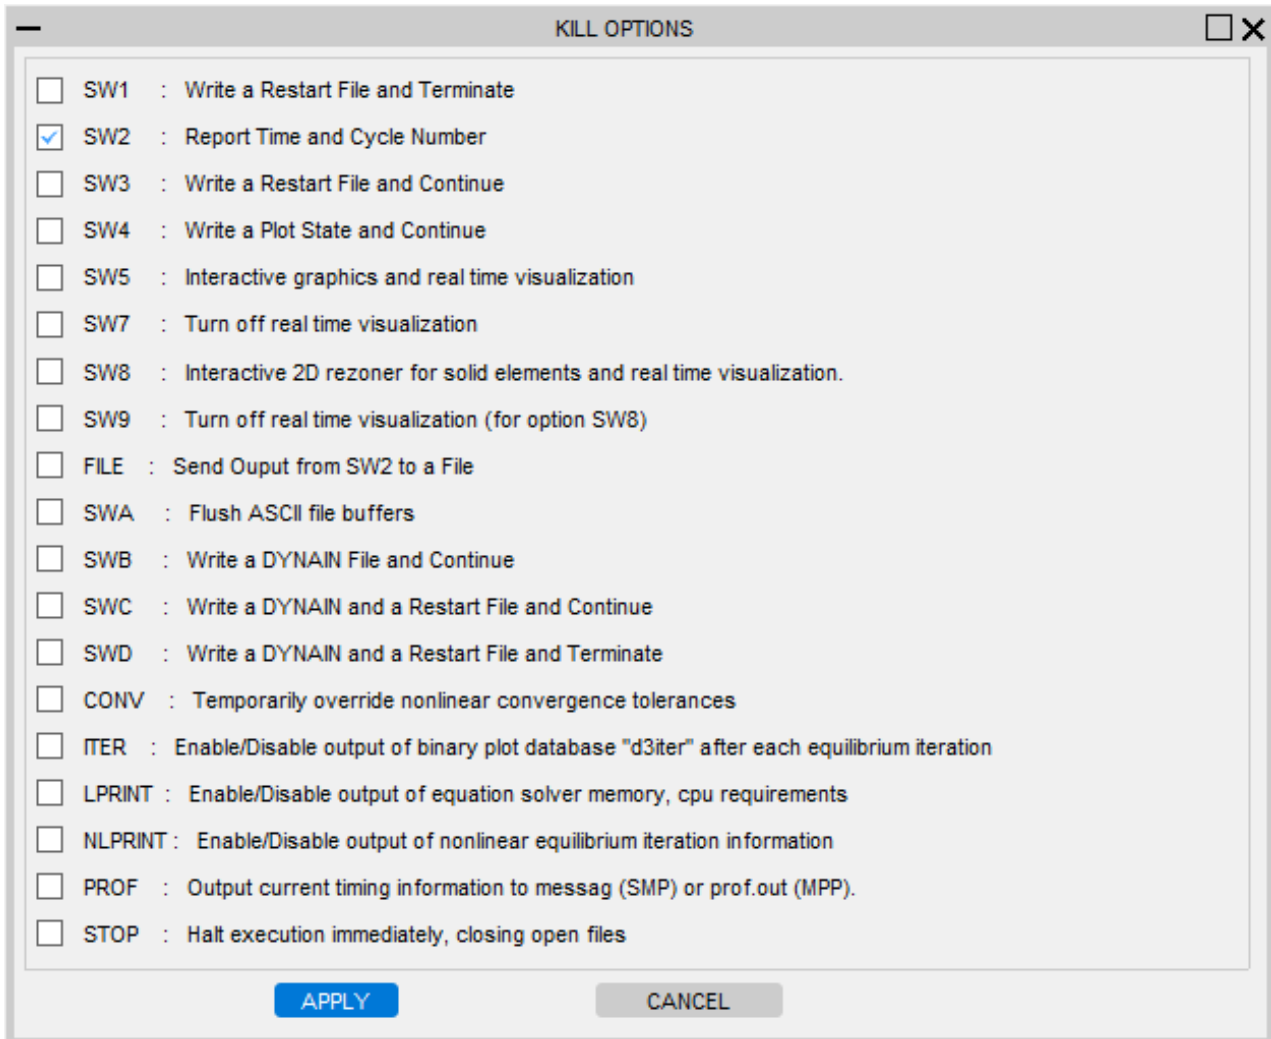 KILL OPTIONS
SW1 : Write a Restart File and Terminate
SW2 : Report Time and Cycle Number
SW3 : Write a Restart File and Continue
SW4 : Write a Plot State and Continue
SW5 : Interactive graphics and real time visualization
SW7 : Turn off real time visualization
SW8 : Interactive 2D rezoner for solid elements and real time visualization.
SW9 : Turn off real time visualization (for option SW8)
FILE : Send Ouput from SW2 to a File
SWA : Flush ASCII file buffers
SWB : Write a DYNAIN File and Continue
SWC : Write a DYNAIN and a Restart File and Continue
SWD : Write a DYNAIN and a Restart File and Terminate
CONV : Temporarily override nonlinear convergence tolerances
ITER : Enable/Disable output of binary plot database "d3iter" after each equilibrium iteration
LPRINT : Enable/Disable output of equation solver memory, cpu requirements
NLPRINT : Enable/Disable output of nonlinear equilibrium iteration information
PROF : Output current timing information to messag (SMP) or prof.out (MPP).
STOP : Halt execution immediately, closing open files
APPLY CANCEL